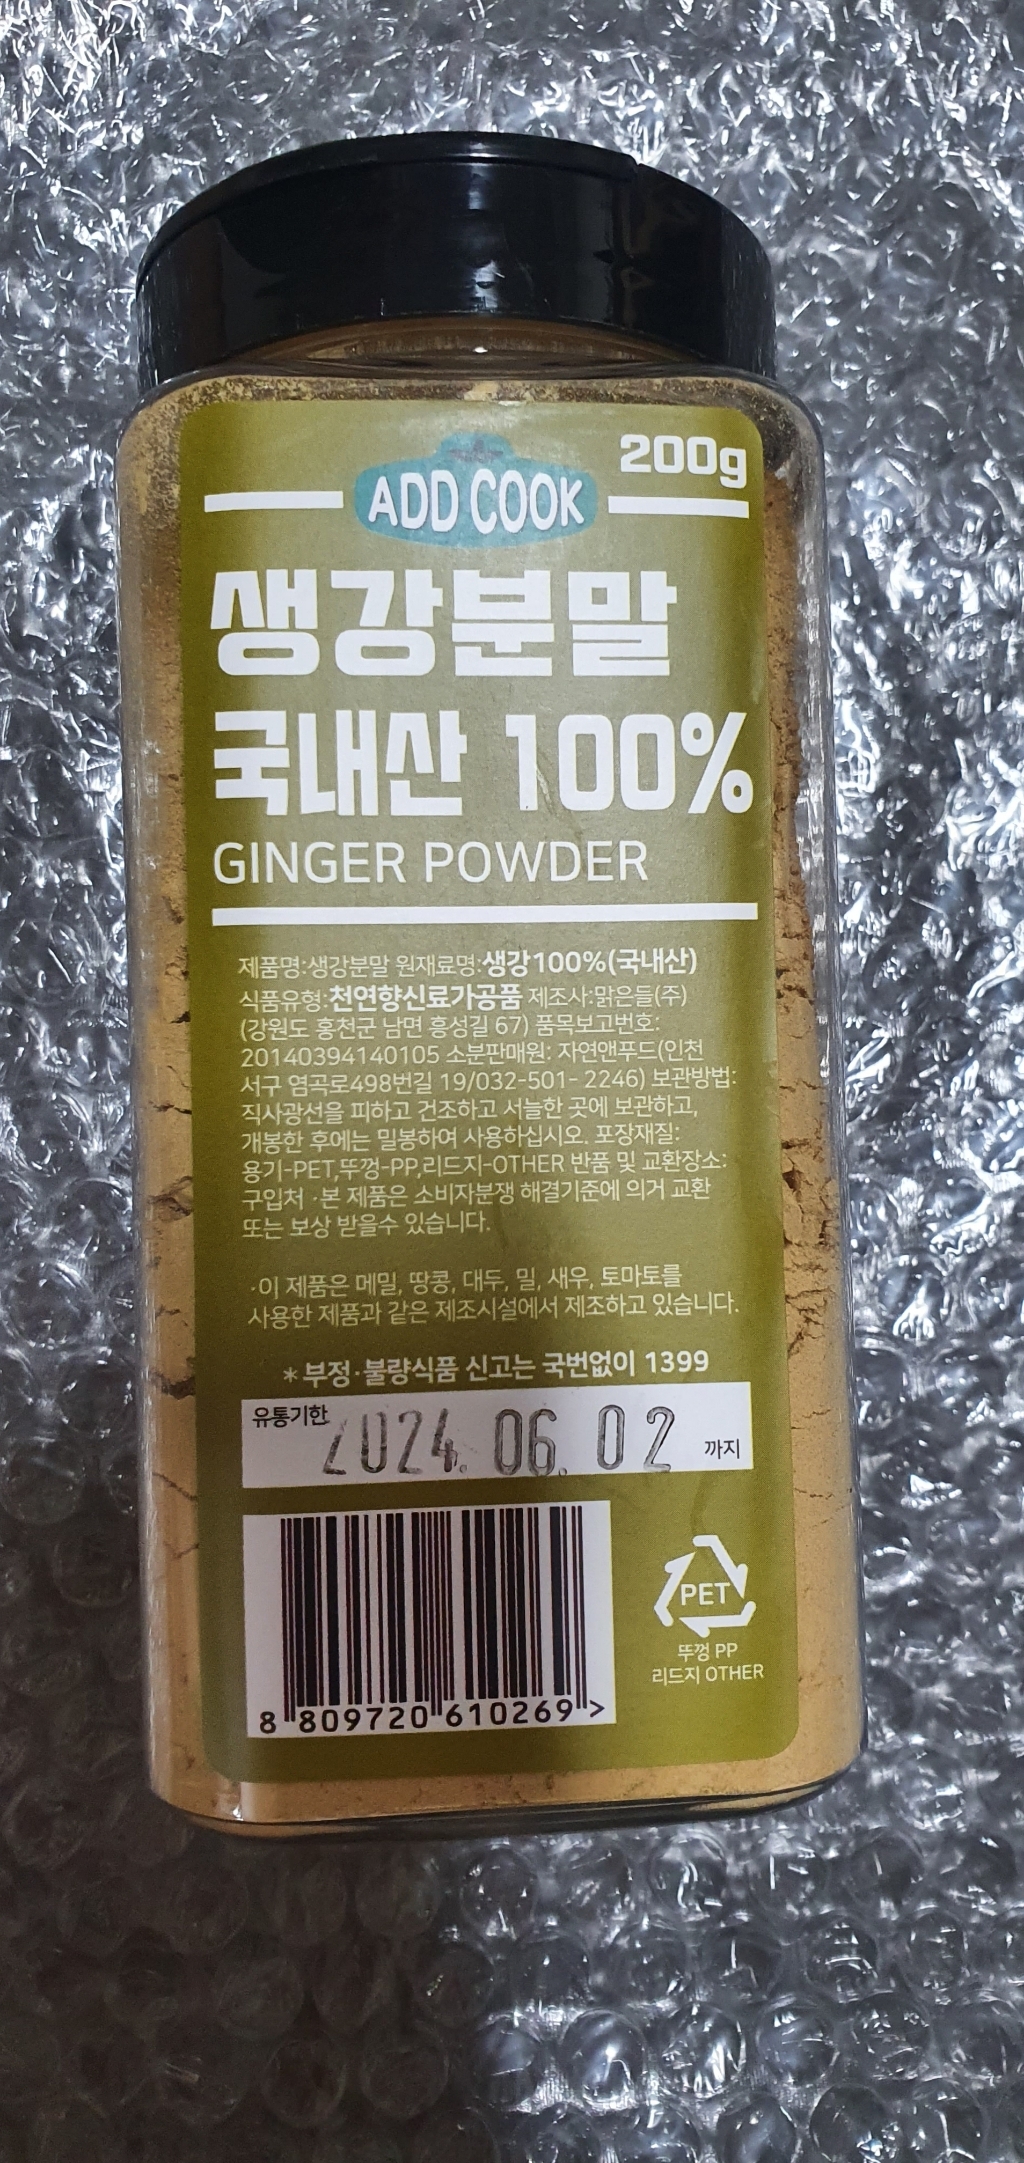 200g
ADD COOK
생강분말
국내산 100%
GINGER POWDER
제품명:생강분말 원재료명:생강100%(국내산)
식품유형:천연향신료가공품 제조사:맑은들(주)
(강원도 홍천군 남면 흥성길 67) 품목보고번호:
20140394140105 소분판매원: 자연앤푸드(인천
서구 염곡로498번길 19/032-501- 2246) 보관방법:
직사광선을 피하고 건조하고 서늘한 곳에 보관하고,
개봉한 후에는 밀봉하여 사용하십시오. 포장재질:
용기-PET,뚜껑-PP,리드지-OTHER 반품 및 교환장소:
구입처 ·본 제품은 소비자분쟁 해결기준에 의거 교환
또는 보상 받을수 있습니다.
·이 제품은 메밀, 땅콩, 대두, 밀, 새우, 토마토를
사용한 제품과 같은 제조시설에서 제조하고 있습니다.
*부정·불량식품 신고는 국번없이 1399
유통기한 2024. 06. 02 까지
8 809720 610269 >
PET
뚜껑 PP
리드지 OTHER